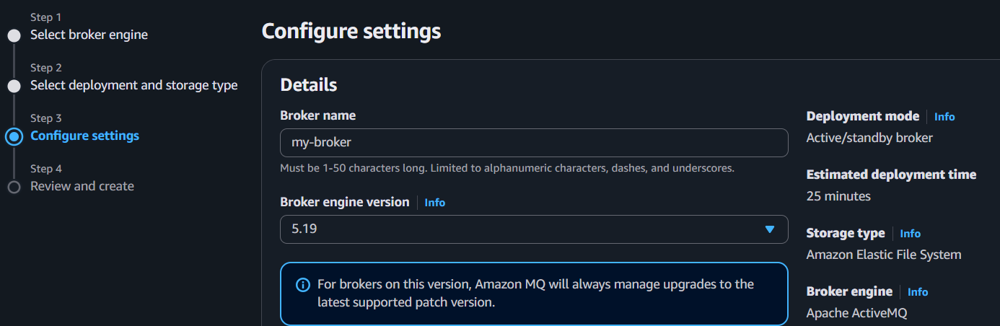 Step 1
Select broker engine
Step 2
Select deployment and storage type
Step 3
Configure settings
Step 4
Review and create
Configure settings
Details
Broker name
my-broker
Must be 1-50 characters long. Limited to alphanumeric characters, dashes, and underscores.
Broker engine version Info
5.19
For brokers on this version, Amazon MQ will always manage upgrades to the
latest supported patch version.
Deployment mode Info
Active/standby broker
Estimated deployment time
25 minutes
Storage type Info
Amazon Elastic File System
Broker engine Info
Apache ActiveMQ